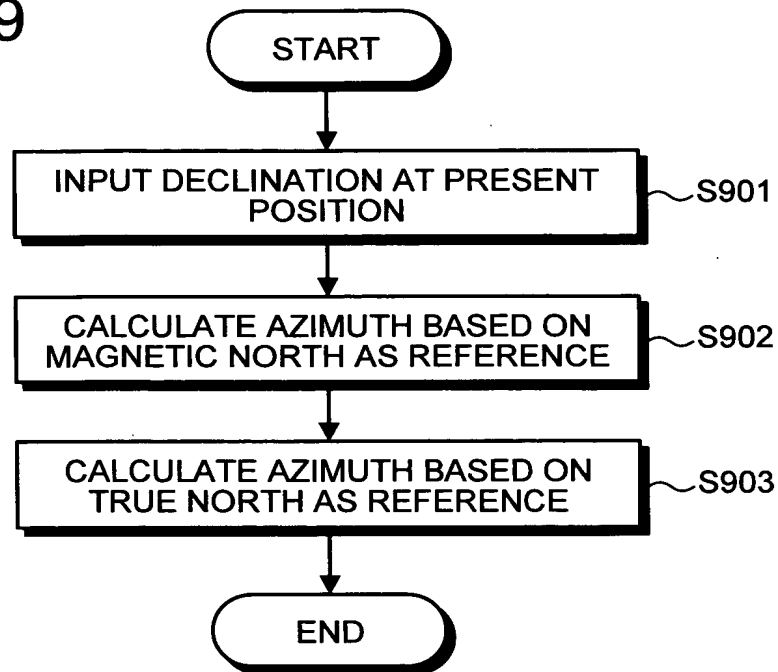 9
START
INPUT DECLINATION AT PRESENT
POSITION
S901
CALCULATE AZIMUTH BASED ON
MAGNETIC NORTH AS REFERENCE
S902
CALCULATE AZIMUTH BASED ON
TRUE NORTH AS REFERENCE
S903
END